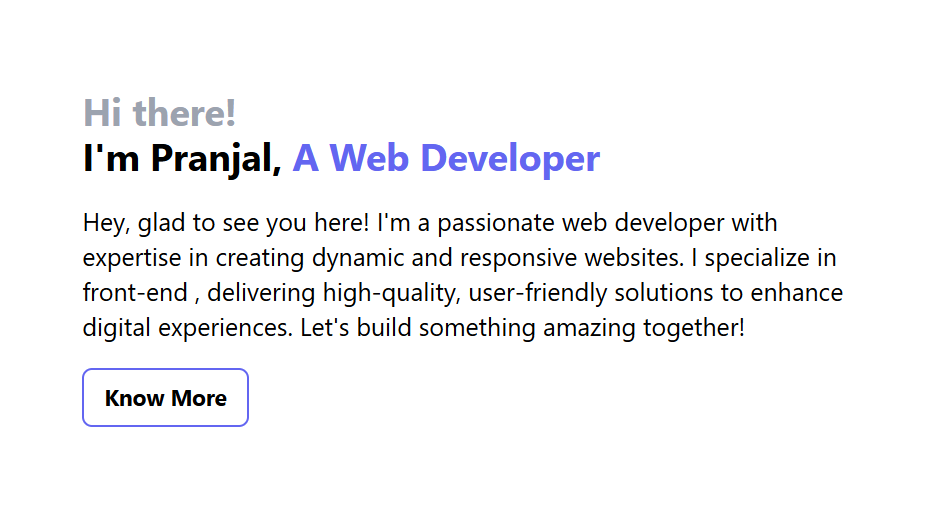 Hi there!
I'm Pranjal, A Web Developer
Hey, glad to see you here! I'm a passionate web developer with
expertise in creating dynamic and responsive websites. I specialize in
front-end , delivering high-quality, user-friendly solutions to enhance
digital experiences. Let's build something amazing together!
Know More